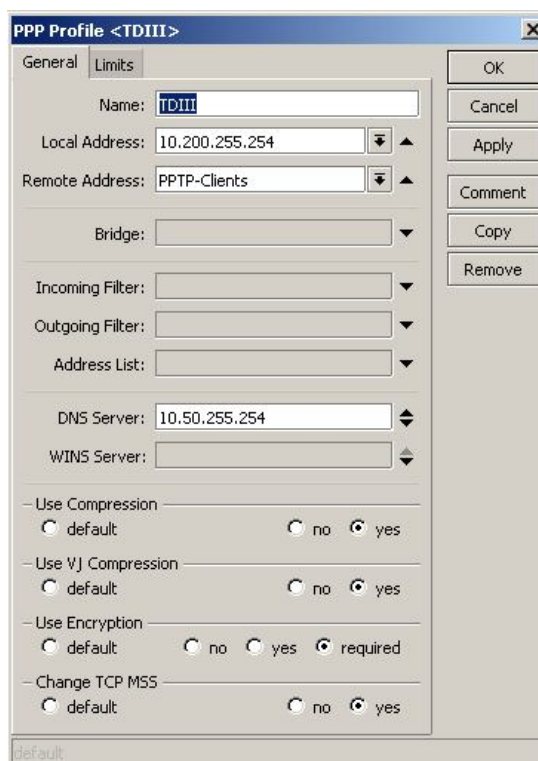 PPP Profile <TDIII>
General Limits
Name: TDIII
Local Address: 10.200.255.254
Remote Address: PPTP-Clients
Bridge:
Incoming Filter:
Outgoing Filter:
Address List:
DNS Server: 10.50.255.254
WINS Server:
Use Compression
default no yes
Use VJ Compression
default no yes
Use Encryption
default no yes required
Change TCP MSS
default no yes
OK
Cancel
Apply
Comment
Copy
Remove
default